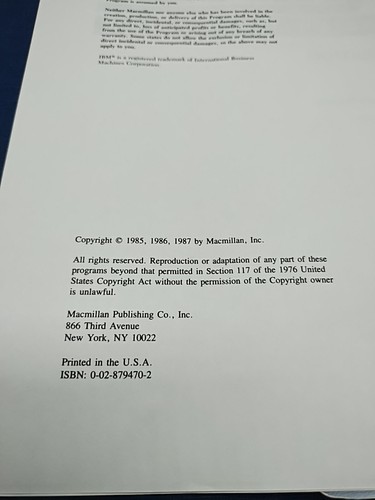 Program is assumed by you.
Neither Macmillan nor anyone else who has been involved in the
creation, production, or delivery of this Program shall be liable
For any direct, incidental, or consequential damages, such as, but
not limited to, loss of anticipated profits or benefits, resulting
from the use of the Program or arising out of any breach of any
warranty. Some states do not allow the exclusion or limitation of
direct incidental or consequential damages, so the above may not
apply to you.
IBM® is a registered trademark of International Business
Machines Corporation.
Copyright © 1985, 1986, 1987 by Macmillan, Inc.
All rights reserved. Reproduction or adaptation of any part of these
programs beyond that permitted in Section 117 of the 1976 United
States Copyright Act without the permission of the Copyright owner
is unlawful.
Macmillan Publishing Co., Inc.
866 Third Avenue
New York, NY 10022
Printed in the U.S.A.
ISBN: 0-02-879470-2